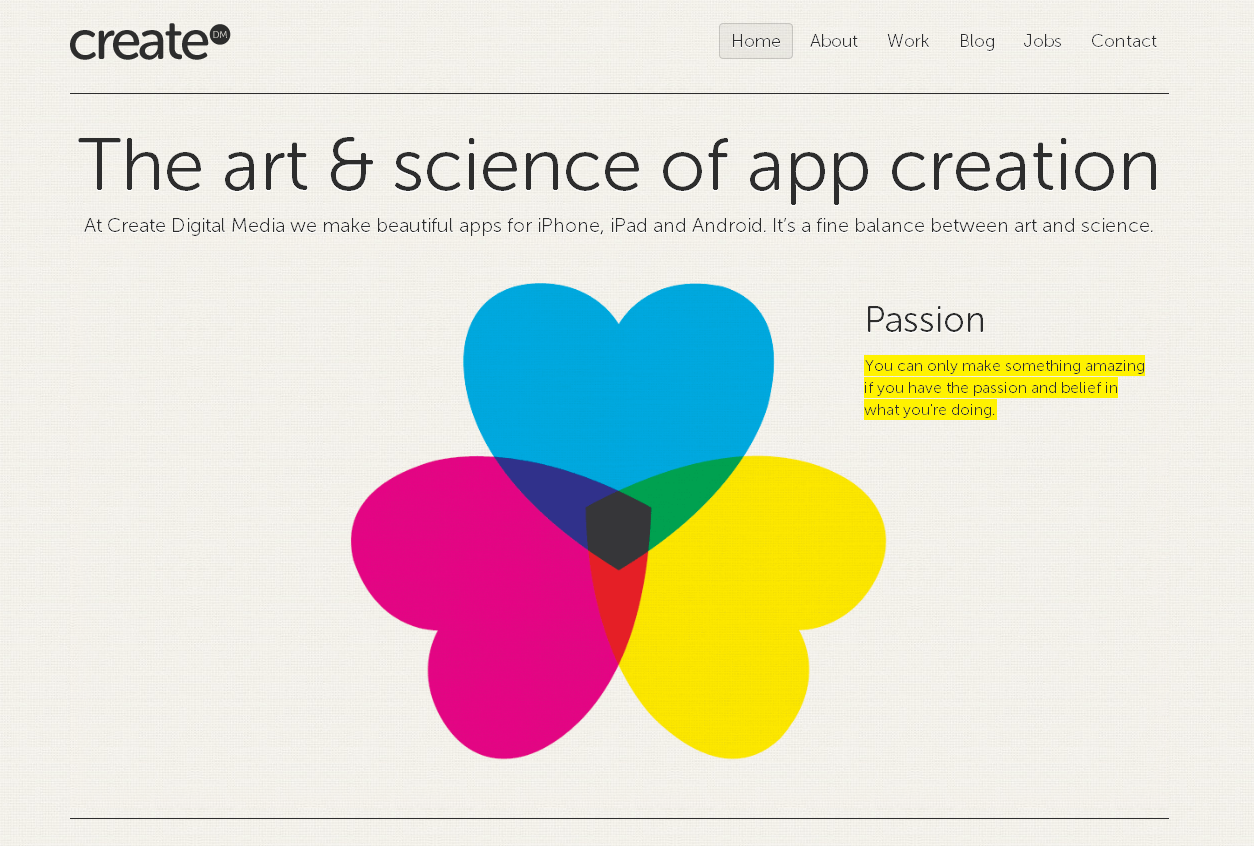 create DM
Home About Work Blog Jobs Contact
The art & science of app creation
At Create Digital Media we make beautiful apps for iPhone, iPad and Android. It’s a fine balance between art and science.
Passion
You can only make something amazing
if you have the passion and belief in
what you're doing.